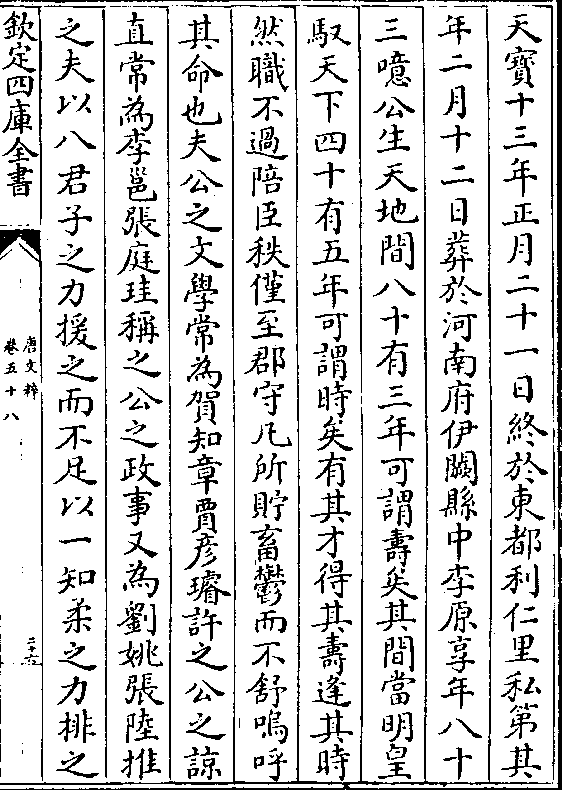 天寶十三年正月二十一日終於東都利仁里私第其
年二月十二日葬於河南府伊闕縣中李原享年八十
三噫公生天地間八十有三年可謂壽矣其間當明皇
馭天下四十有五年可謂時矣有其才得其壽逢其時
然職不過陪臣秩僅至郡守凡所貯畜鬱而不舒嗚呼
其命也夫公之文學常為賀知章賈彥璿許之公之諒
直常為李邕張庭珪稱之公之政事又為劉姚張陸推
之夫以八君子之力援之而不足以一知柔之力排之
欽定四庫全書
唐文粹
卷五十八
二十六